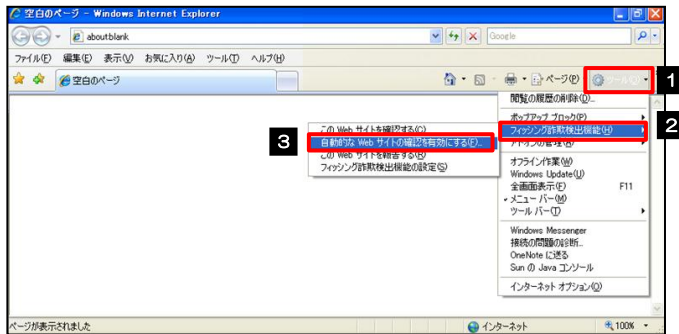 空白のページ - Windows Internet Explorer
about:blank
Google
ファイル(F) 編集(E) 表示(V) お気に入り(A) ツール(T) ヘルプ(H)
空白のページ
ページ(P)
ツール(O)
1
閲覧の履歴の削除(D)...
ポップアップ ブロック(P)
フィッシング詐欺検出機能(H)
2
アドオンの管理(A)
3
この Web サイトを確認する(C)
自動的な Web サイトの確認を有効にする(F)...
この Web サイトを報告する(R)
フィッシング詐欺検出機能の設定(S)
オフライン作業(W)
Windows Update(U)
全画面表示(F) F11
メニュー バー(M)
ツール バー(T)
Windows Messenger
接続の問題の診断...
OneNote に送る
Sun の Java コンソール
インターネット オプション(O)
ページが表示されました
インターネット
100%